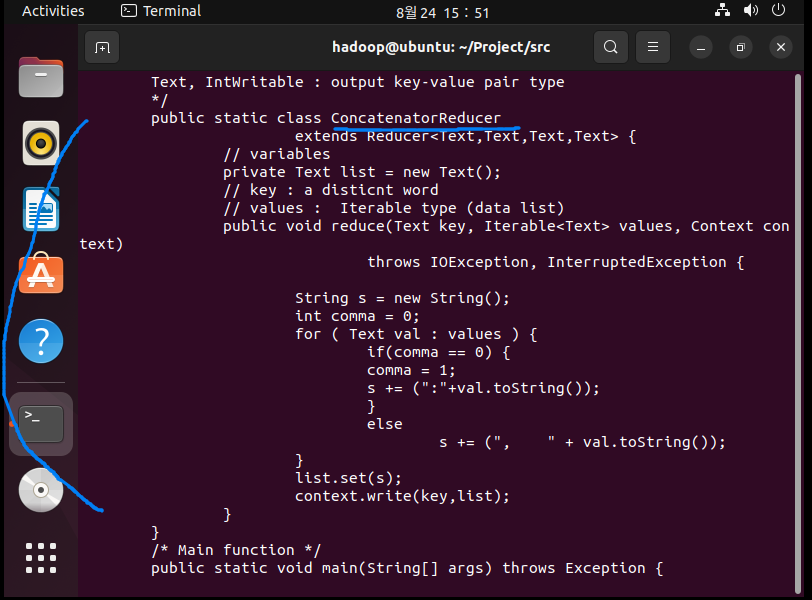 Activities
Terminal
8월 24 15 : 51
hadoop@ubuntu: ~/Project/src
Text, IntWritable : output key-value pair type
*/
public static class ConcatenatorReducer
extends Reducer<Text,Text,Text,Text> {
// variables
private Text list = new Text();
// key : a disticnt word
// values :  Iterable type (data list)
public void reduce(Text key, Iterable<Text> values, Context con
text)
throws IOException, InterruptedException {
String s = new String();
int comma = 0;
for ( Text val : values ) {
if(comma == 0) {
comma = 1;
s += (":"+val.toString());
}
else
s += (",    " + val.toString());
}
list.set(s);
context.write(key,list);
}
}
/* Main function */
public static void main(String[] args) throws Exception {